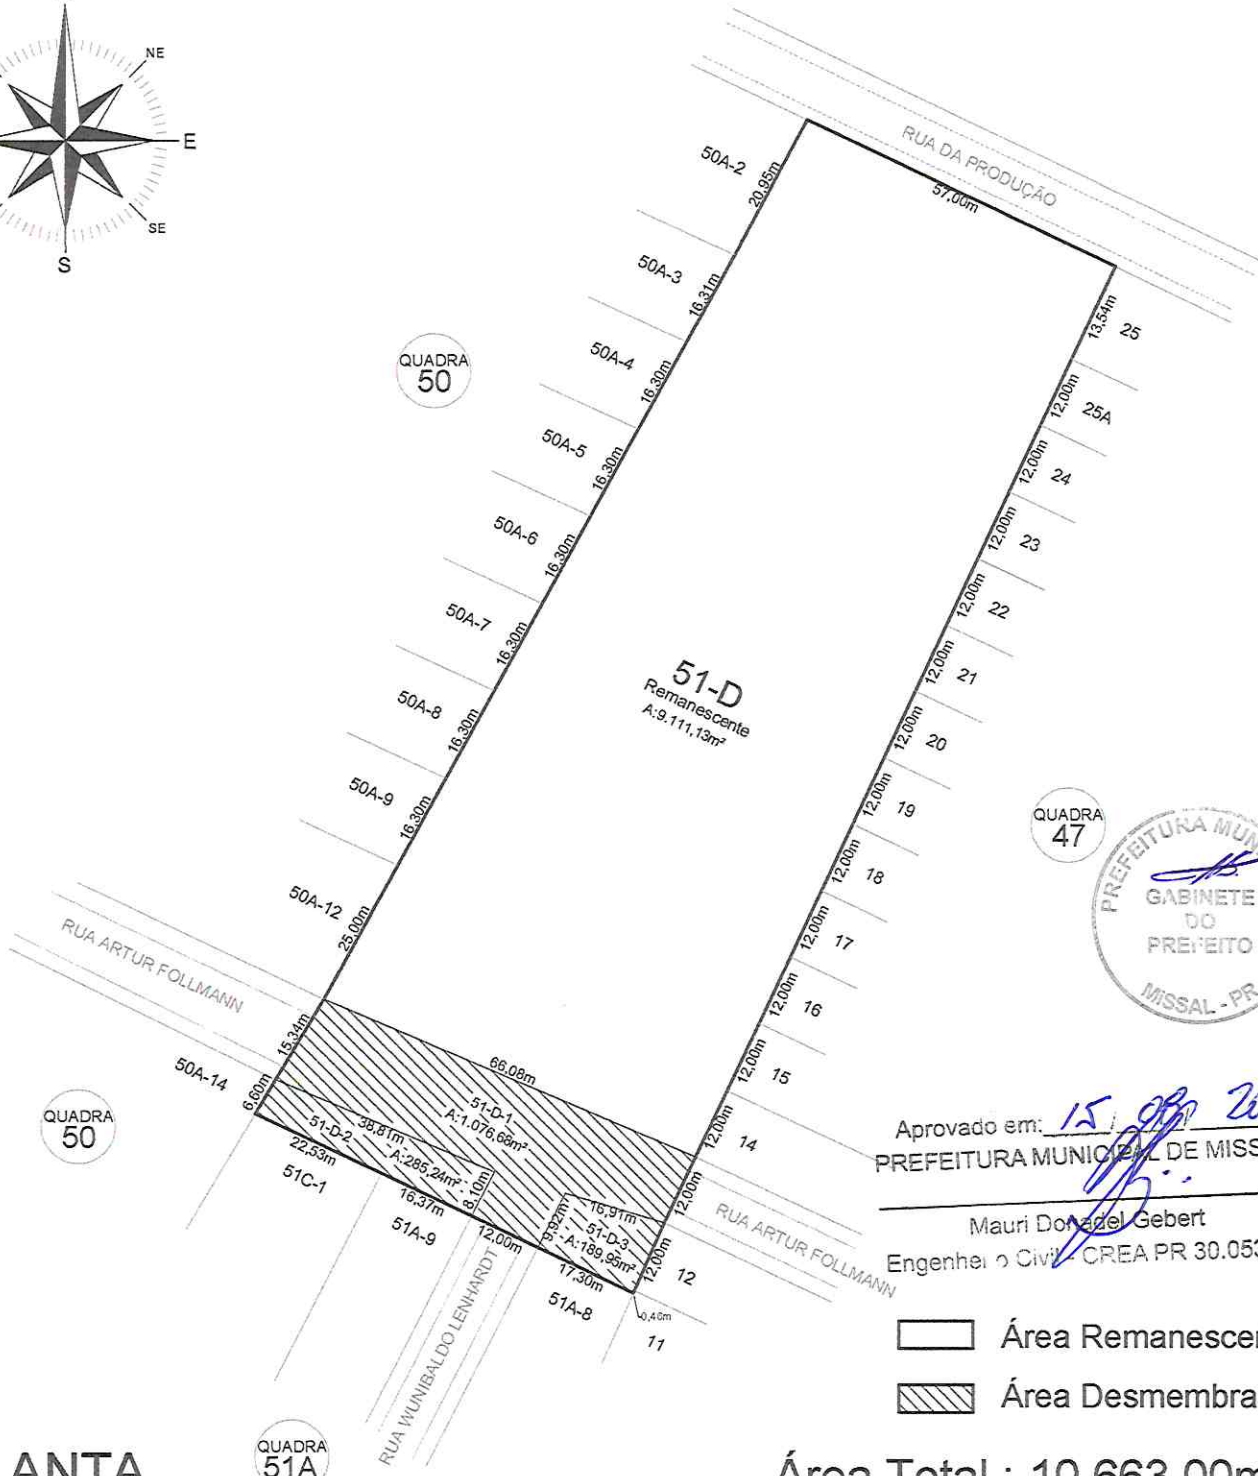 NE
E
SE
S
RUA DA PRODUÇÃO
57,00m
50A-2
20,95m
50A-3
16,31m
50A-4
16,30m
50A-5
16,30m
50A-6
16,30m
50A-7
16,30m
50A-8
16,30m
50A-9
16,30m
50A-12
25,00m
QUADRA
50
13,54m
25
12,00m
25A
12,00m
24
12,00m
23
12,00m
22
12,00m
21
12,00m
20
12,00m
19
12,00m
18
12,00m
17
12,00m
16
12,00m
15
12,00m
14
12,00m
12,00m
12
0,46m
11
51-D
Remanescente
A:9.111,13m²
QUADRA
47
PREFEITURA MUN
GABINETE
DO
PREFEITO
MISSAL - PR
RUA ARTUR FOLLMANN
15,34m
50A-14
6,60m
QUADRA
50
66,08m
51-D-1
A:1.076,68m²
38,81m
51-D-2
A:285,24m²
8,10m
22,53m
51C-1
16,37m
51A-9
12,00m
9,92m
16,91m
51-D-3
A:189,95m²
17,30m
51A-8
RUA ARTUR FOLLMANN
RUA WUNIBALDO LENHARDT
Aprovado em: 15
PREFEITURA MUNICIPAL DE MISS
Mauri Donadel Gebert
Engenheiro Civil - CREA PR 30.053
Área Remanescen
Área Desmembra
ANTA
QUADRA
51A
Área Total : 10.663,00m